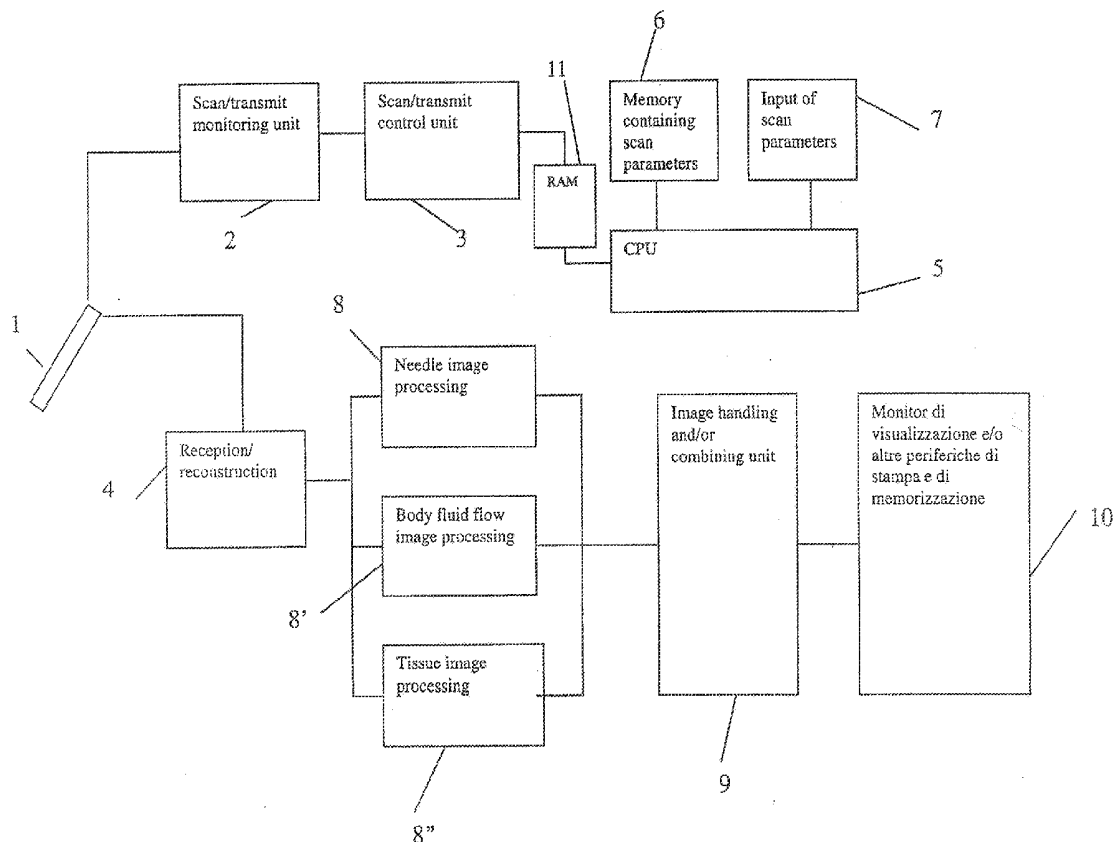 6
11
Scan/transmit
monitoring unit
Scan/transmit
control unit
Memory
containing
scan
parameters
Input of
scan
parameters
7
RAM
2
3
CPU
5
1
8
Needle image
processing
Image handling
and/or
combining unit
Monitor di
visualizzazione e/o
altre periferiche di
stampa e di
memorizzazione
Reception/
reconstruction
4
Body fluid flow
image processing
10
8'
Tissue image
processing
9
8"